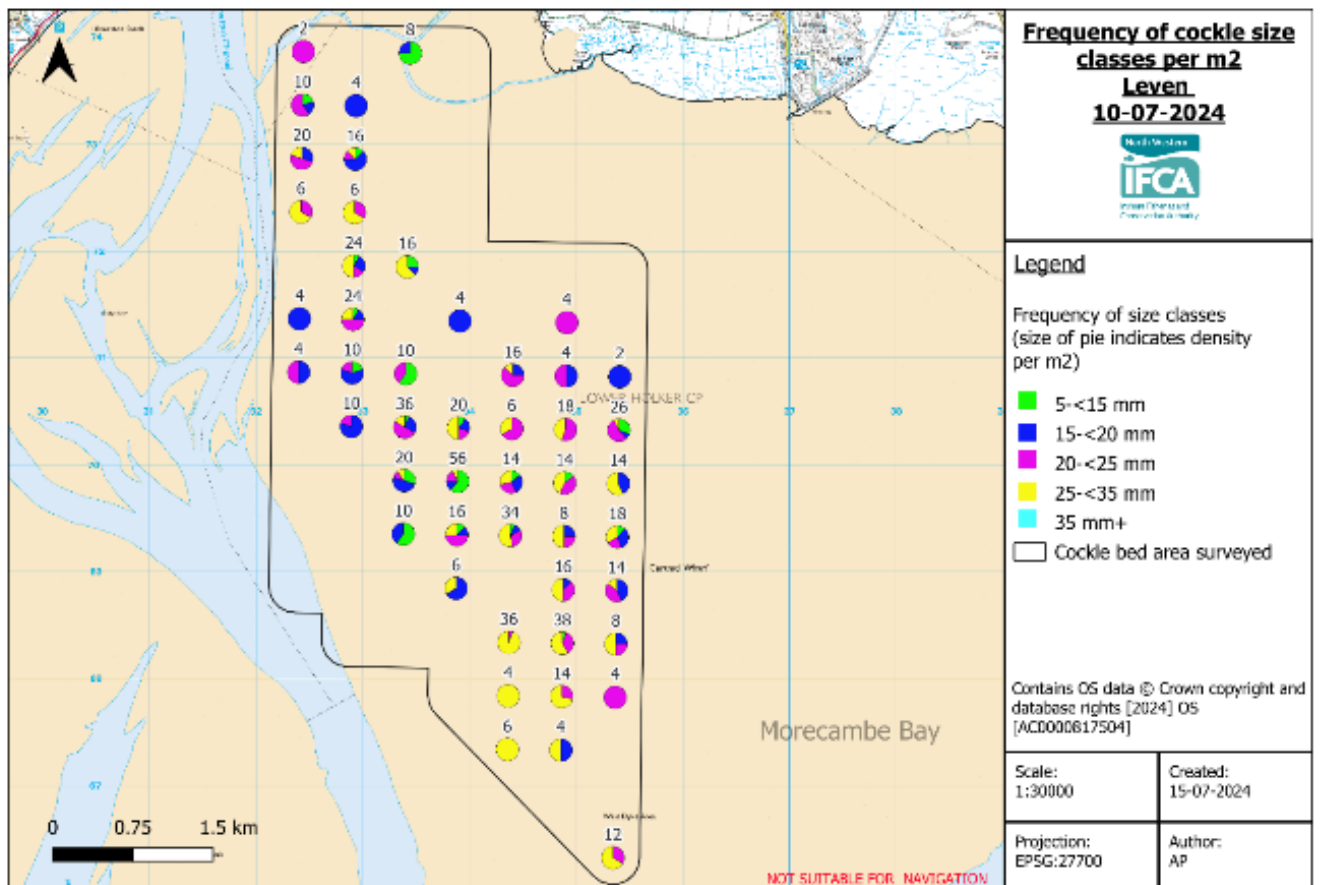 Frequency of cockle size
classes per m2
Leven
10-07-2024
North Western
IFCA
Legend
Frequency of size classes
(size of pie indicates density
per m2)
5-<15 mm
15-<20 mm
20-<25 mm
25-<35 mm
35 mm+
Cockle bed area surveyed
Contains OS data © Crown copyright and
database rights [2024] OS
[AC0000817504]
Scale:
1:30000
Created:
15-07-2024
Projection:
EPSG:27700
Author:
AP
2 8
10 4
20 16
6 6
24 16
4 24 4 4
4 10 10 16 4 2
LOWER HOLKER CP
10 36 20 6 18 26
20 56 14 14 14
10 16 34 8 18
6 16 14
36 38 8
4 14 4
Morecambe Bay
6 4
0 0.75 1.5 km
12
NOT SUITABLE FOR NAVIGATION